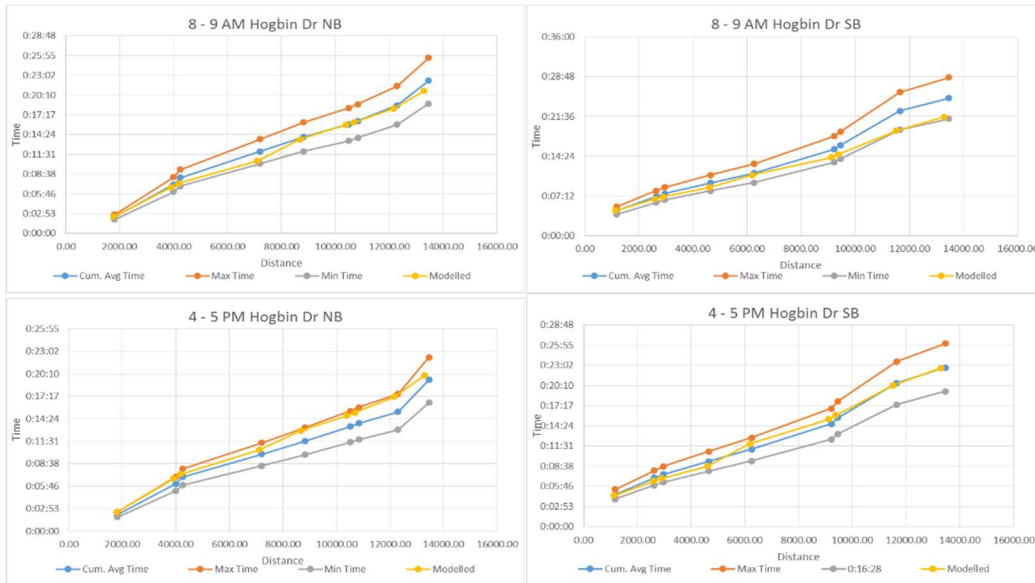 8 - 9 AM Hogbin Dr NB
0:28:48
0:25:55
0:23:02
0:20:10
0:17:17
0:14:24
0:11:31
0:08:38
0:05:46
0:02:53
0:00:00
Time
0.00 2000.00 4000.00 6000.00 8000.00 10000.00 12000.00 14000.00 16000.00
Distance
Cum. Avg Time Max Time Min Time Modelled
8 - 9 AM Hogbin Dr SB
0:36:00
0:28:48
0:21:36
0:14:24
0:07:12
0:00:00
Time
0.00 2000.00 4000.00 6000.00 8000.00 10000.00 12000.00 14000.00 16000.00
Distance
Cum. Avg Time Max Time Min Time Modelled
4 - 5 PM Hogbin Dr NB
0:25:55
0:23:02
0:20:10
0:17:17
0:14:24
0:11:31
0:08:38
0:05:46
0:02:53
0:00:00
Time
0.00 2000.00 4000.00 6000.00 8000.00 10000.00 12000.00 14000.00 16000.00
Distance
Cum. Avg Time Max Time Min Time Modelled
4 - 5 PM Hogbin Dr SB
0:28:48
0:25:55
0:23:02
0:20:10
0:17:17
0:14:24
0:11:31
0:08:38
0:05:46
0:02:53
0:00:00
Time
0.00 2000.00 4000.00 6000.00 8000.00 10000.00 12000.00 14000.00 16000.00
Distance
Cum. Avg Time Max Time 0:16:28 Modelled